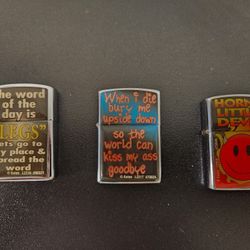 The word
of the
day is
"LEGS"
lets go to
my place &
spread the
word
When i die
bury me
upside down
so the
world can
kiss my ass
goodbye
HORN
LITTLE
DEV